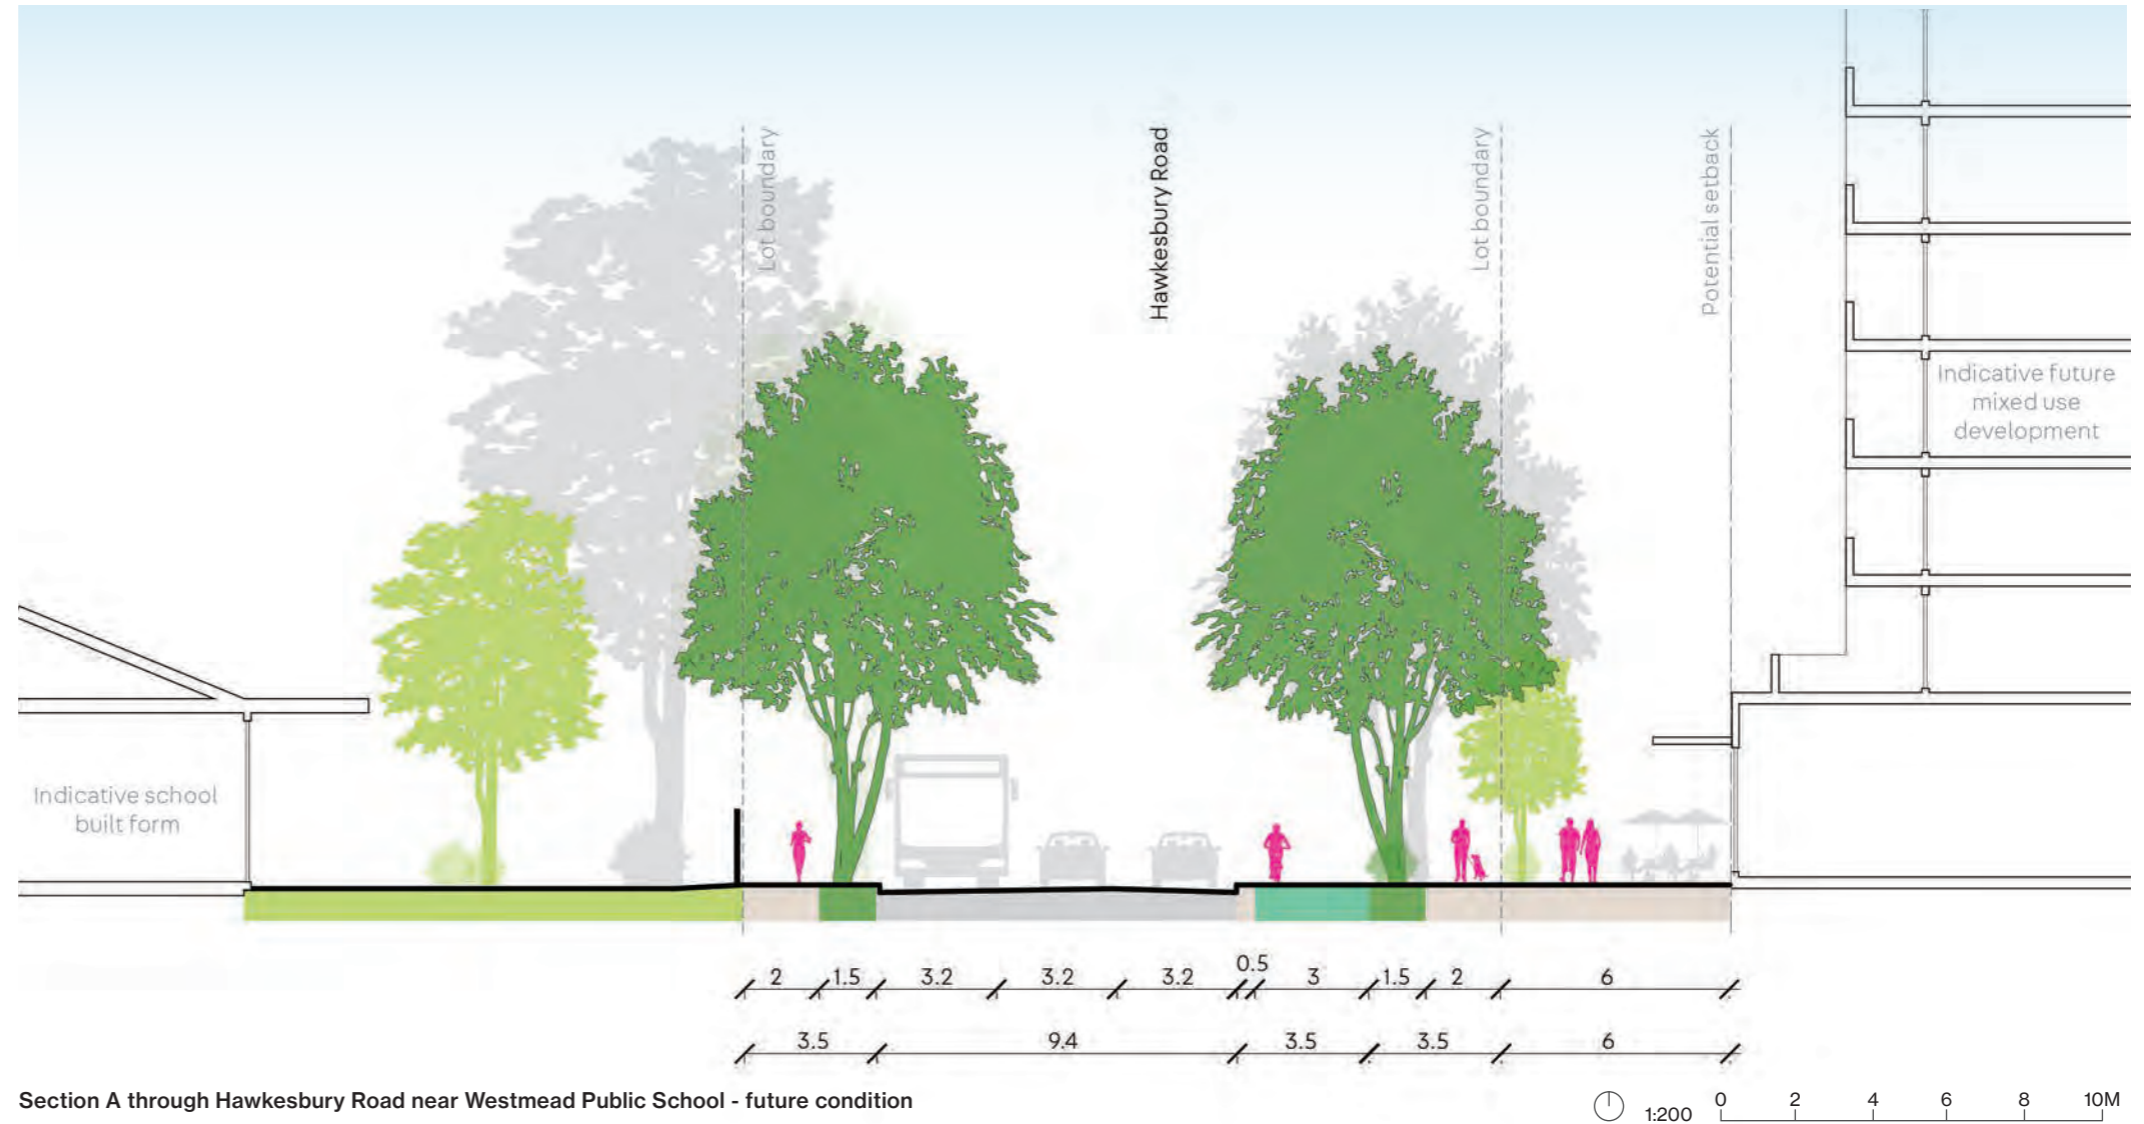 Lot boundary
Hawkesbury Road
Lot boundary
Potential setback
Indicative future
mixed use
development
Indicative school
built form
2 1.5 3.2 3.2 3.2 0.5 3 1.5 2 6
3.5 9.4 3.5 3.5 6
Section A through Hawkesbury Road near Westmead Public School - future condition
1:200 0 2 4 6 8 10M